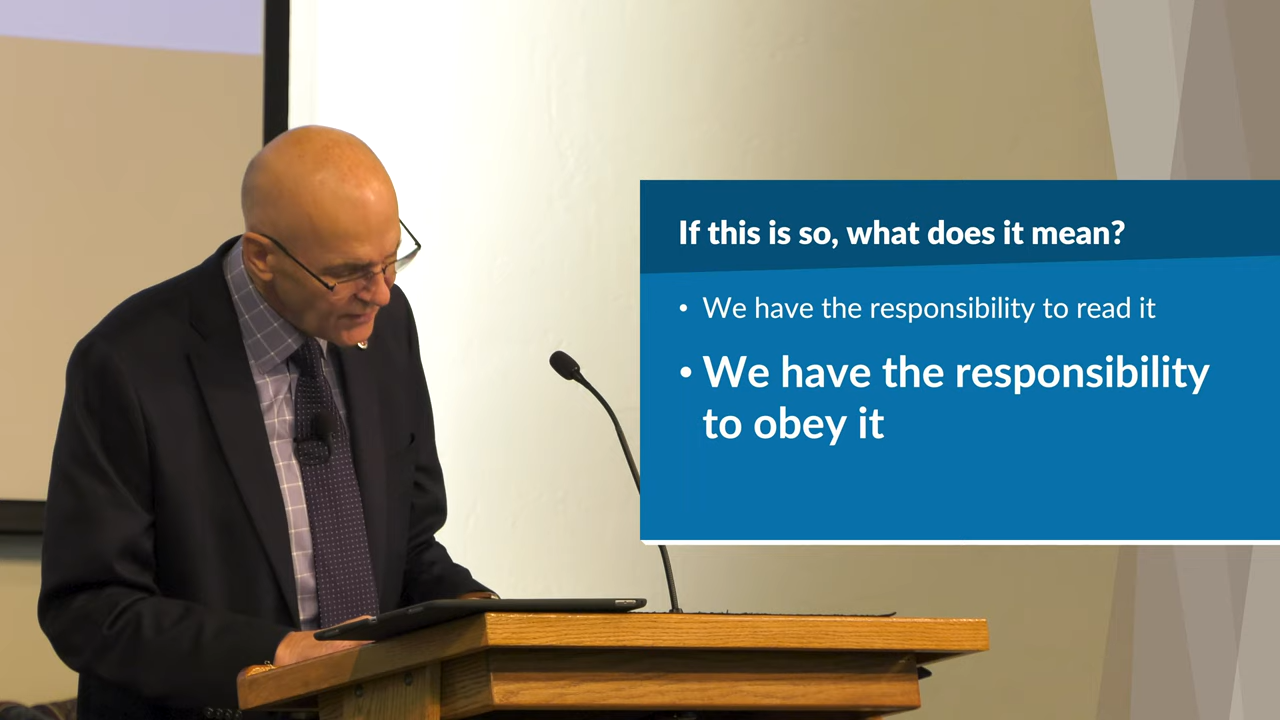 If this is so, what does it mean?
• We have the responsibility to read it
• We have the responsibility
to obey it